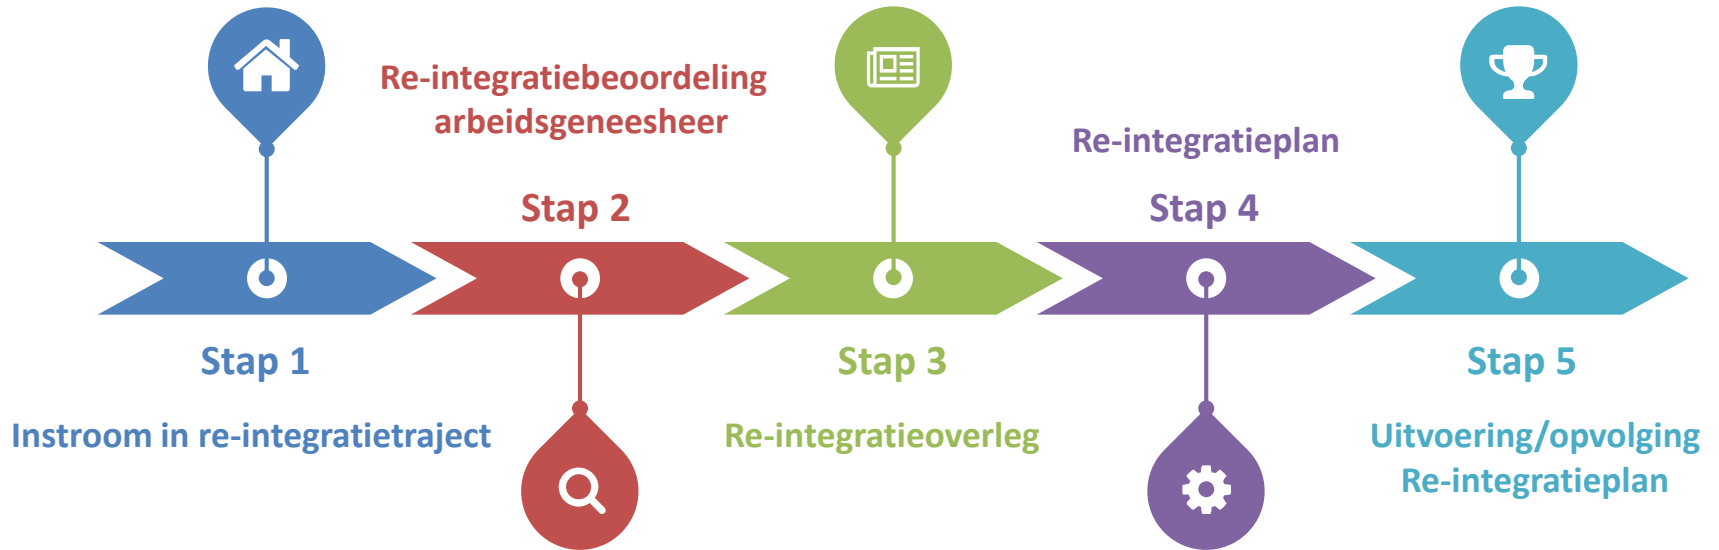 Stap 1
Instroom in re-integratietraject
Re-integratiebeoordeling
arbeidsgeneesheer
Stap 2
Stap 3
Re-integratieoverleg
Re-integratieplan
Stap 4
Stap 5
Uitvoering/opvolging
Re-integratieplan